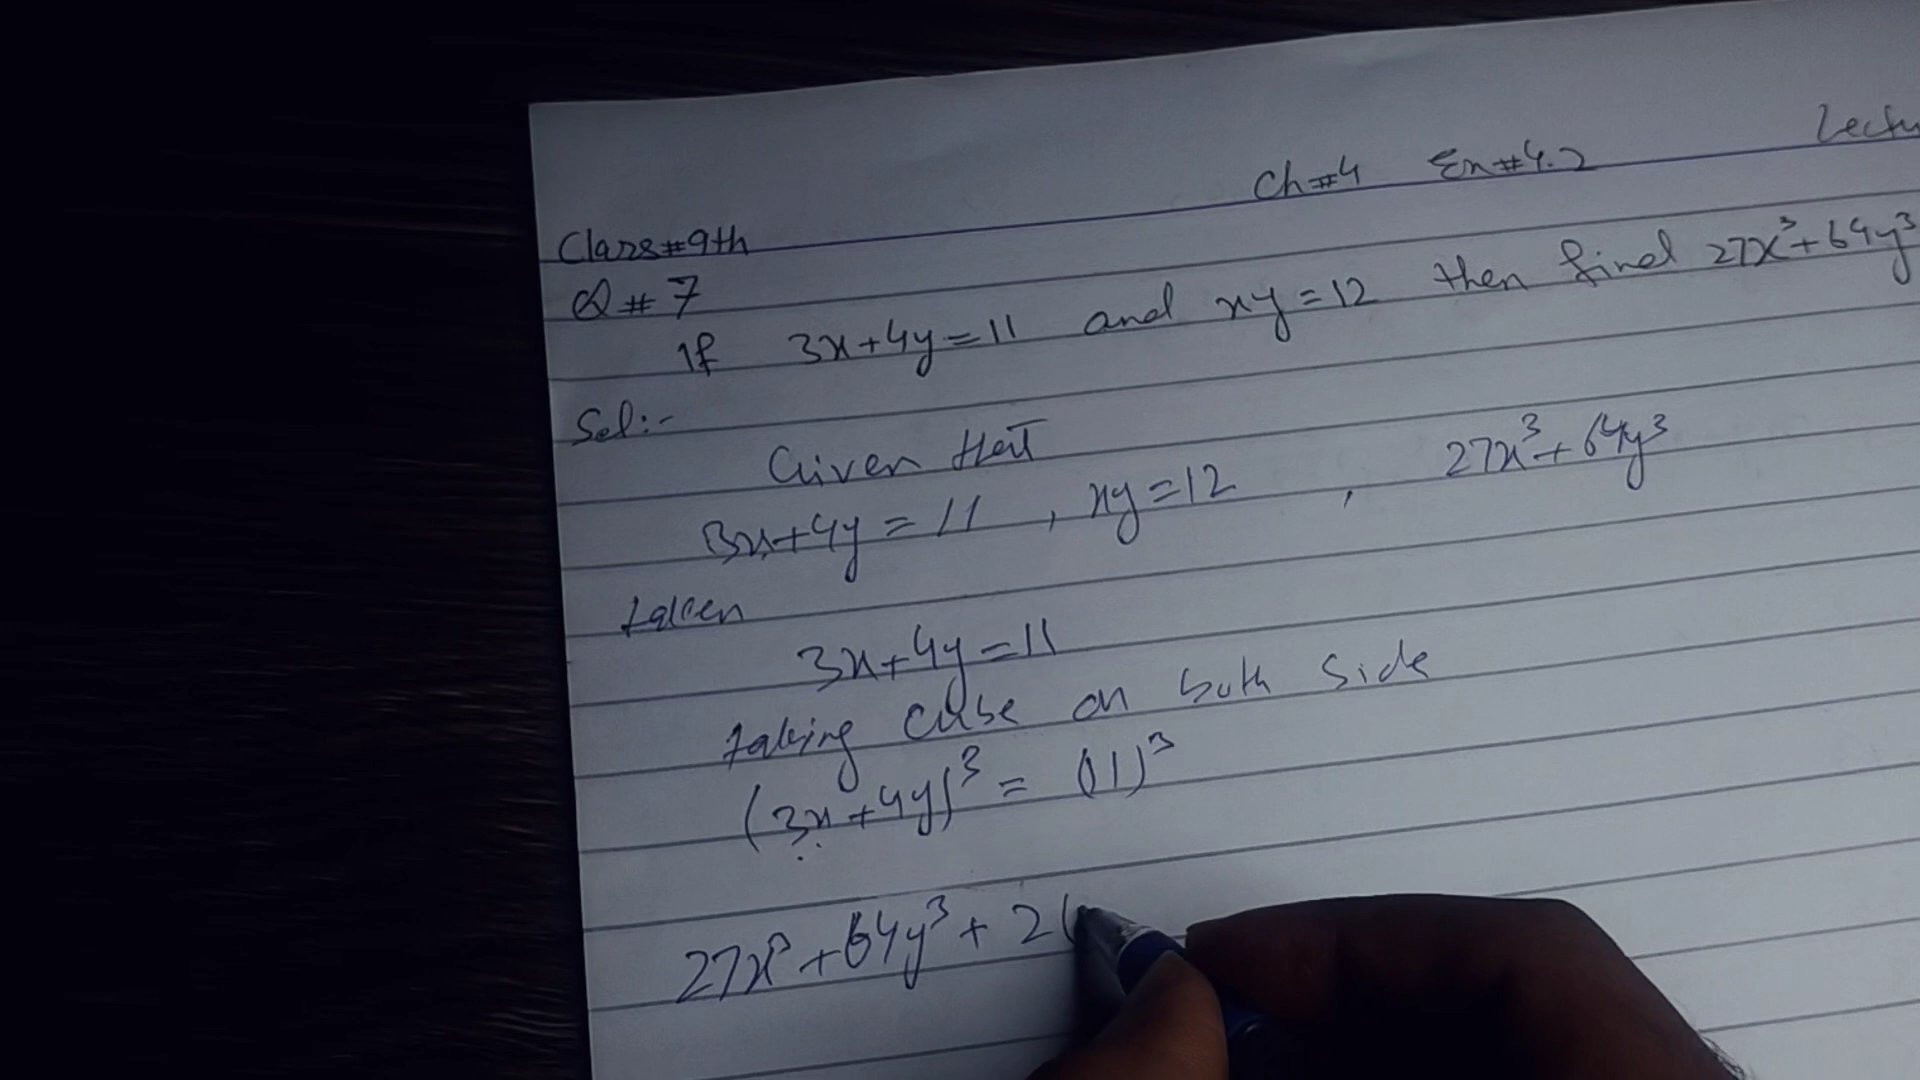 Ch#4 Ex#4.2 Lectu
Class#9th
Q#7
If 3x+4y=11 and xy=12 then find 27x³+64y³
Sol:-
Given that
3x+4y=11 , xy=12 , 27x³+64y³
taken
3x+4y=11
taking cube on both side
(3x+4y)³ = (11)³
27x³+64y³+2(